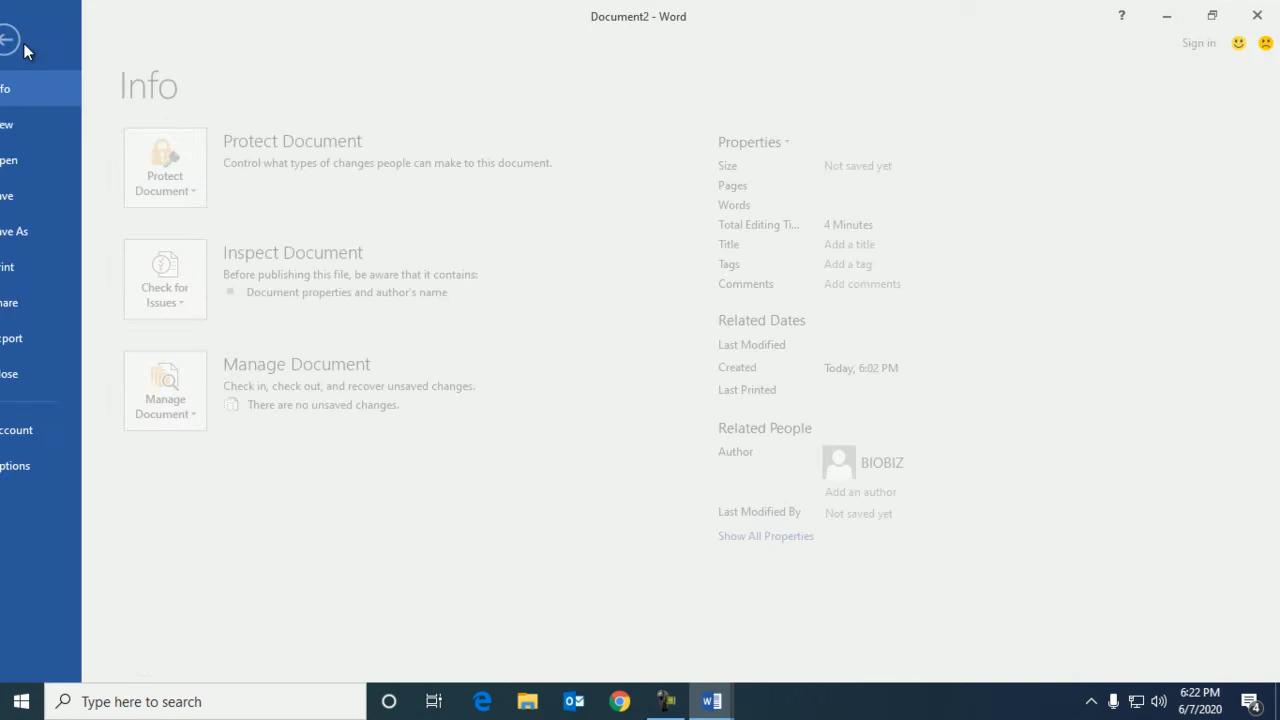 Document2 - Word
?
Sign in
fo
ew
pen
ve
ve As
int
hare
port
lose
ccount
ptions
Info
Protect Document
Control what types of changes people can make to this document.
Protect
Document
Inspect Document
Before publishing this file, be aware that it contains:
Document properties and author's name
Check for
Issues
Manage Document
Check in, check out, and recover unsaved changes.
There are no unsaved changes.
Manage
Document
Properties
Size Not saved yet
Pages
Words
Total Editing Ti... 4 Minutes
Title Add a title
Tags Add a tag
Comments Add comments
Related Dates
Last Modified
Created Today, 6:02 PM
Last Printed
Related People
Author BIOBIZ
Add an author
Last Modified By Not saved yet
Show All Properties
Type here to search
6:22 PM
6/7/2020
4